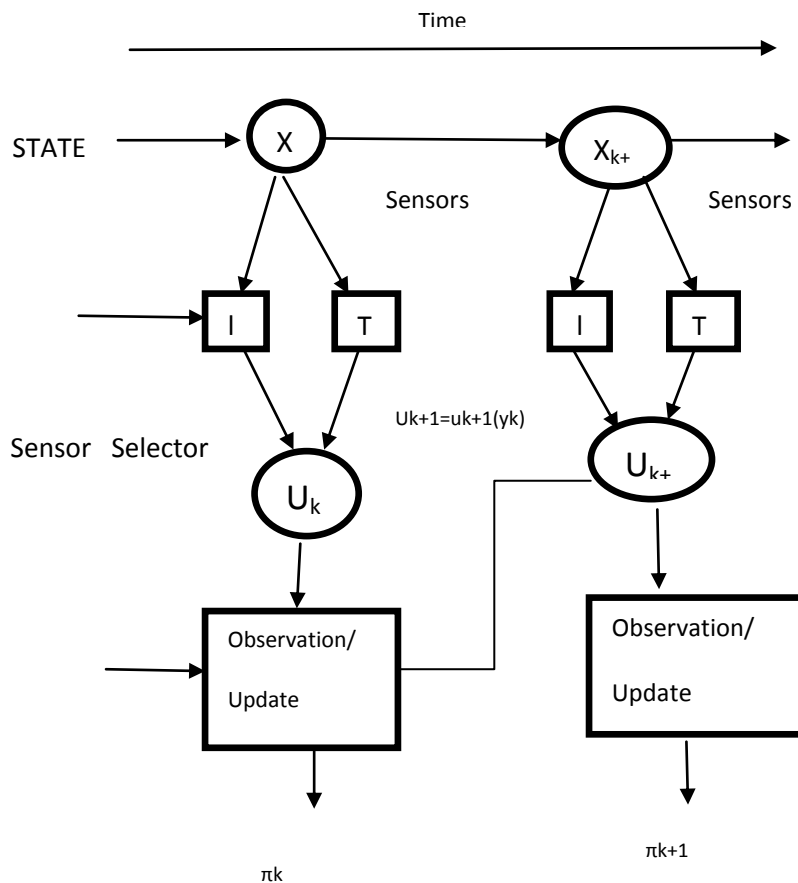 Time
STATE
X
Xk+
Sensors
Sensors
I
T
I
T
Uk+1=uk+1(yk)
Sensor Selector
Uk
Uk+
Observation/
Update
Observation/
Update
πk
πk+1